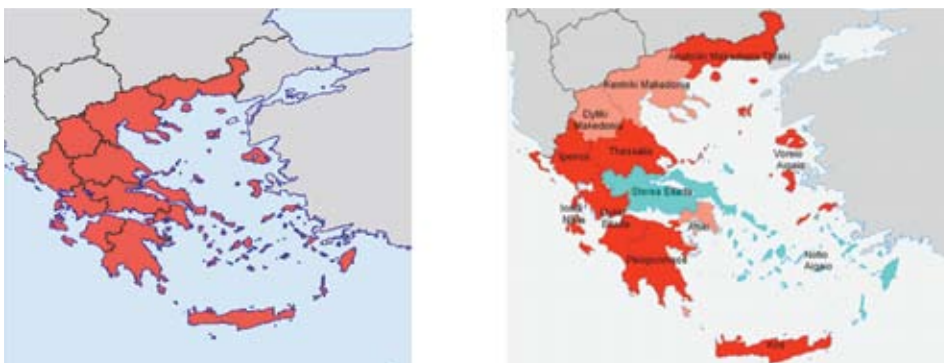 Anatoliki Makedonia Thraki
Kentriki Makedonia
Dytiki
Makedonia
Ipeiros
Thessalia
Voreio
Aigaio
Sterea Ellada
Ionia
Nisia
Dytiki
Ellada
Attiki
Notio
Aigaio
Peloponnisos
Kriti